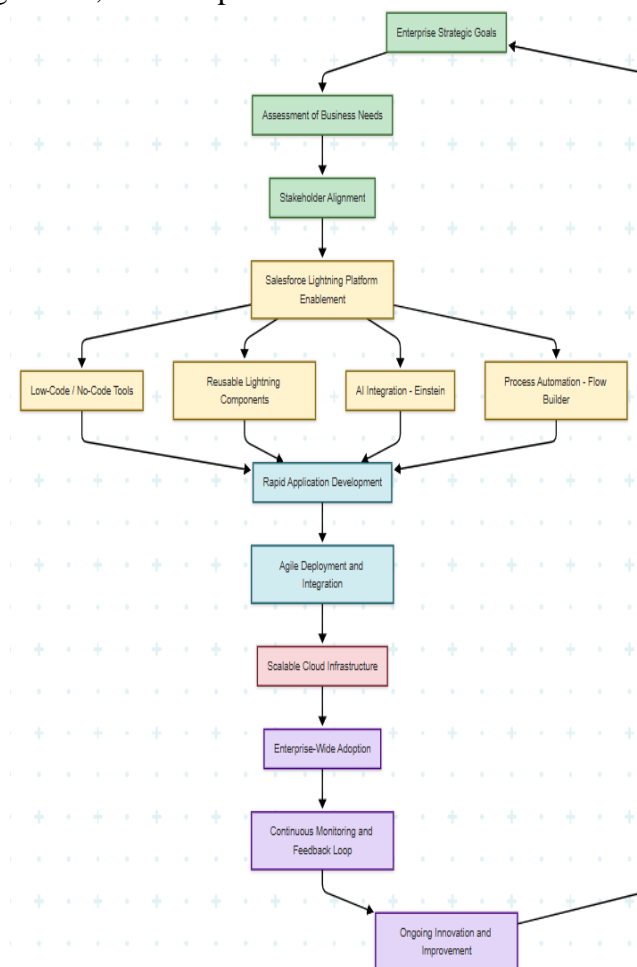 Enterprise Strategic Goals
Assessment of Business Needs
Stakeholder Alignment
Salesforce Lightning Platform
Enablement
Low-Code / No-Code Tools
Reusable Lightning
Components
AI Integration - Einstein
Process Automation - Flow
Builder
Rapid Application Development
Agile Deployment and
Integration
Scalable Cloud Infrastructure
Enterprise-Wide Adoption
Continuous Monitoring and
Feedback Loop
Ongoing Innovation and
Improvement